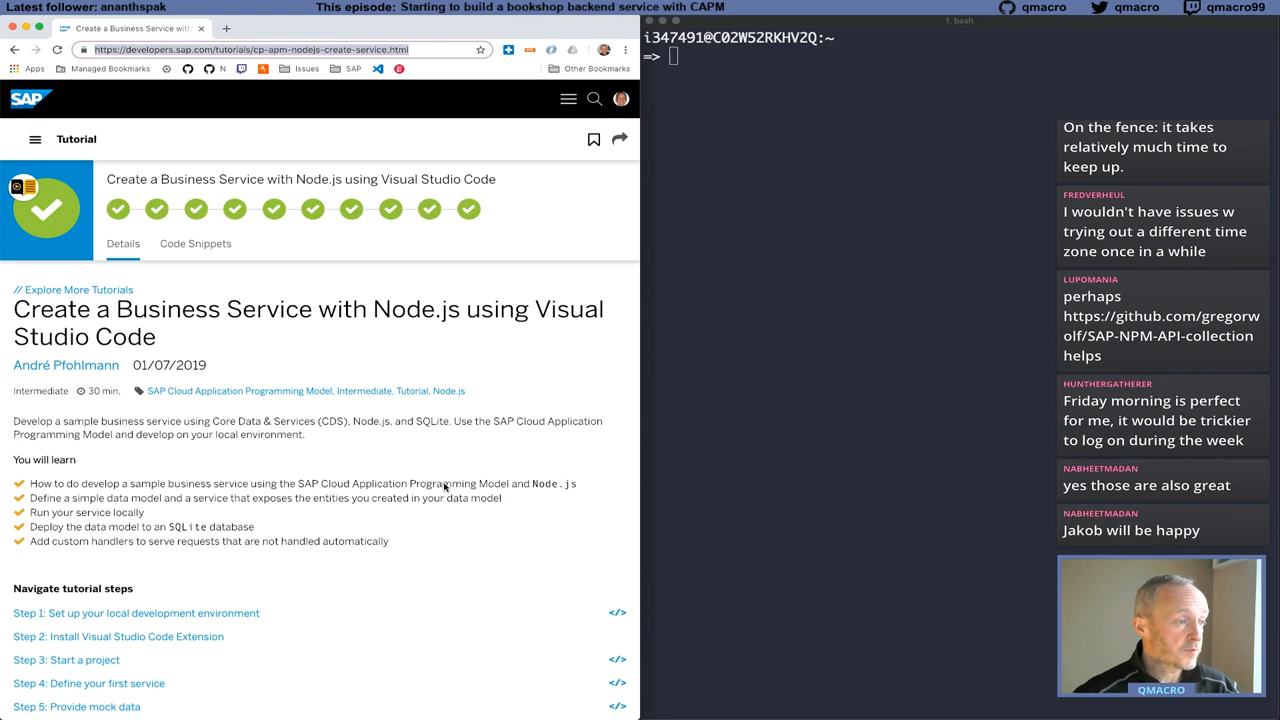 Latest follower: ananthspak
This episode: Starting to build a bookshop backend service with CAPM
qmacro
qmacro
qmacro99
Create a Business Service with
https://developers.sap.com/tutorials/cp-apm-nodejs-create-service.html
Apps
Managed Bookmarks
N
Issues
SAP
Other Bookmarks
SAP
Tutorial
Create a Business Service with Node.js using Visual Studio Code
Details
Code Snippets
// Explore More Tutorials
Create a Business Service with Node.js using Visual
Studio Code
André Pfohlmann 01/07/2019
Intermediate 30 min. SAP Cloud Application Programming Model, Intermediate, Tutorial, Node.js
Develop a sample business service using Core Data & Services (CDS), Node.js, and SQLite. Use the SAP Cloud Application
Programming Model and develop on your local environment.
You will learn
How to do develop a sample business service using the SAP Cloud Application Programming Model and Node.js
Define a simple data model and a service that exposes the entities you created in your data model
Run your service locally
Deploy the data model to an SQLite database
Add custom handlers to serve requests that are not handled automatically
Navigate tutorial steps
Step 1: Set up your local development environment </>
Step 2: Install Visual Studio Code Extension
Step 3: Start a project </>
Step 4: Define your first service </>
Step 5: Provide mock data </>
1. bash
i347491@C02W52RKHV2Q:~
=>
On the fence: it takes
relatively much time to
keep up.
FREDVERHEUL
I wouldn't have issues w
trying out a different time
zone once in a while
LUPOMANIA
perhaps
https://github.com/gregorw
olf/SAP-NPM-API-collection
helps
HUNTHERGATHERER
Friday morning is perfect
for me, it would be trickier
to log on during the week
NABHEETMADAN
yes those are also great
NABHEETMADAN
Jakob will be happy
QMACRO